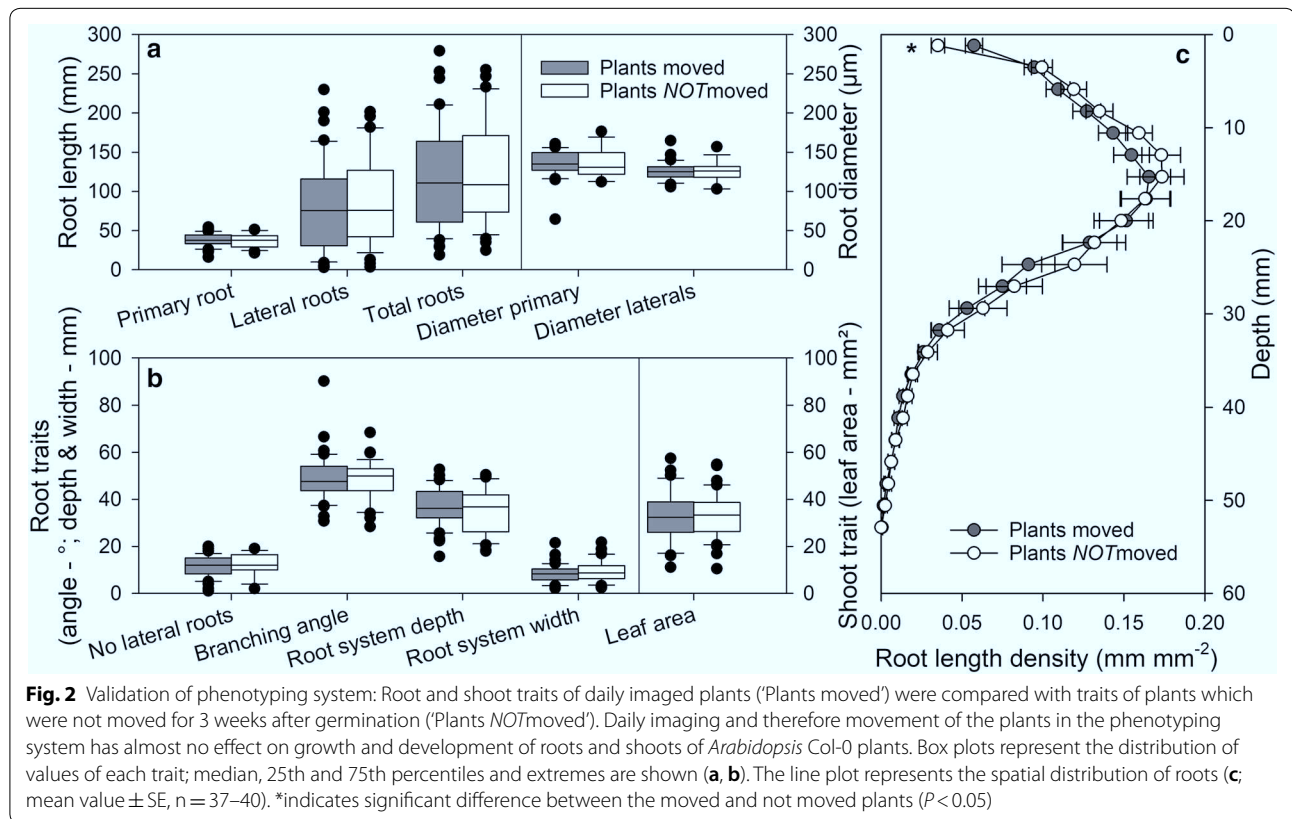 a
300
250
200
150
100
50
0
Root length (mm)
Plants moved
Plants NOTmoved
300
250
200
150
100
50
0
Root diameter (µm)
Primary root
Lateral roots
Total roots
Diameter primary
Diameter laterals
b
100
80
60
40
20
0
Root traits
(angle - °; depth & width - mm)
100
80
60
40
20
0
Shoot trait (leaf area - mm²)
No lateral roots
Branching angle
Root system depth
Root system width
Leaf area
c
*
0
10
20
30
40
50
60
Depth (mm)
Plants moved
Plants NOTmoved
0.00 0.05 0.10 0.15 0.20
Root length density (mm mm⁻²)
Fig. 2 Validation of phenotyping system: Root and shoot traits of daily imaged plants (‘Plants moved’) were compared with traits of plants which
were not moved for 3 weeks after germination (‘Plants NOTmoved’). Daily imaging and therefore movement of the plants in the phenotyping
system has almost no effect on growth and development of roots and shoots of Arabidopsis Col-0 plants. Box plots represent the distribution of
values of each trait; median, 25th and 75th percentiles and extremes are shown (a, b). The line plot represents the spatial distribution of roots (c;
mean value ± SE, n = 37–40). *indicates significant difference between the moved and not moved plants (P < 0.05)